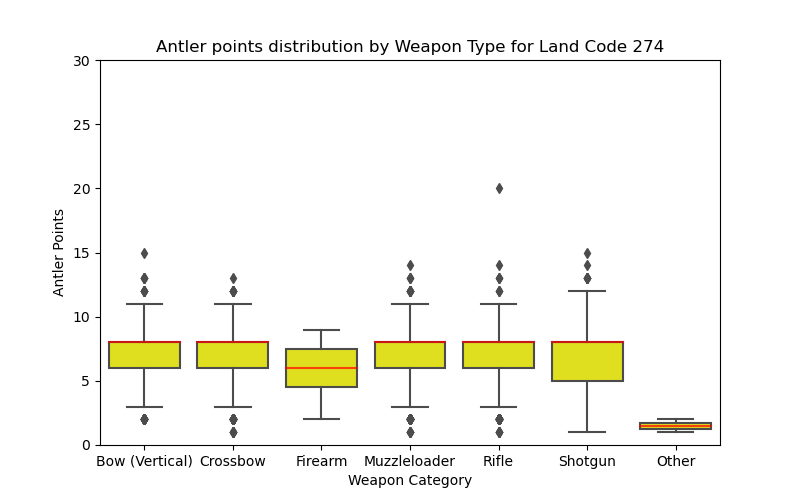 Antler points distribution by Weapon Type for Land Code 274
Antler Points
30
25
20
15
10
5
0
Bow (Vertical) Crossbow Firearm Muzzleloader Rifle Shotgun Other
Weapon Category